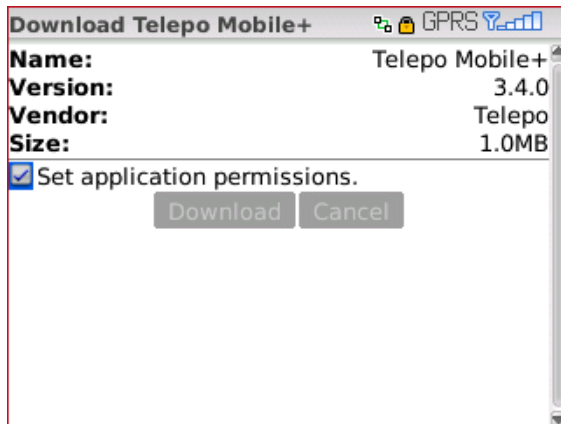 Download Telepo Mobile+ GPRS
Name: Telepo Mobile+
Version: 3.4.0
Vendor: Telepo
Size: 1.0MB
Set application permissions.
Download Cancel